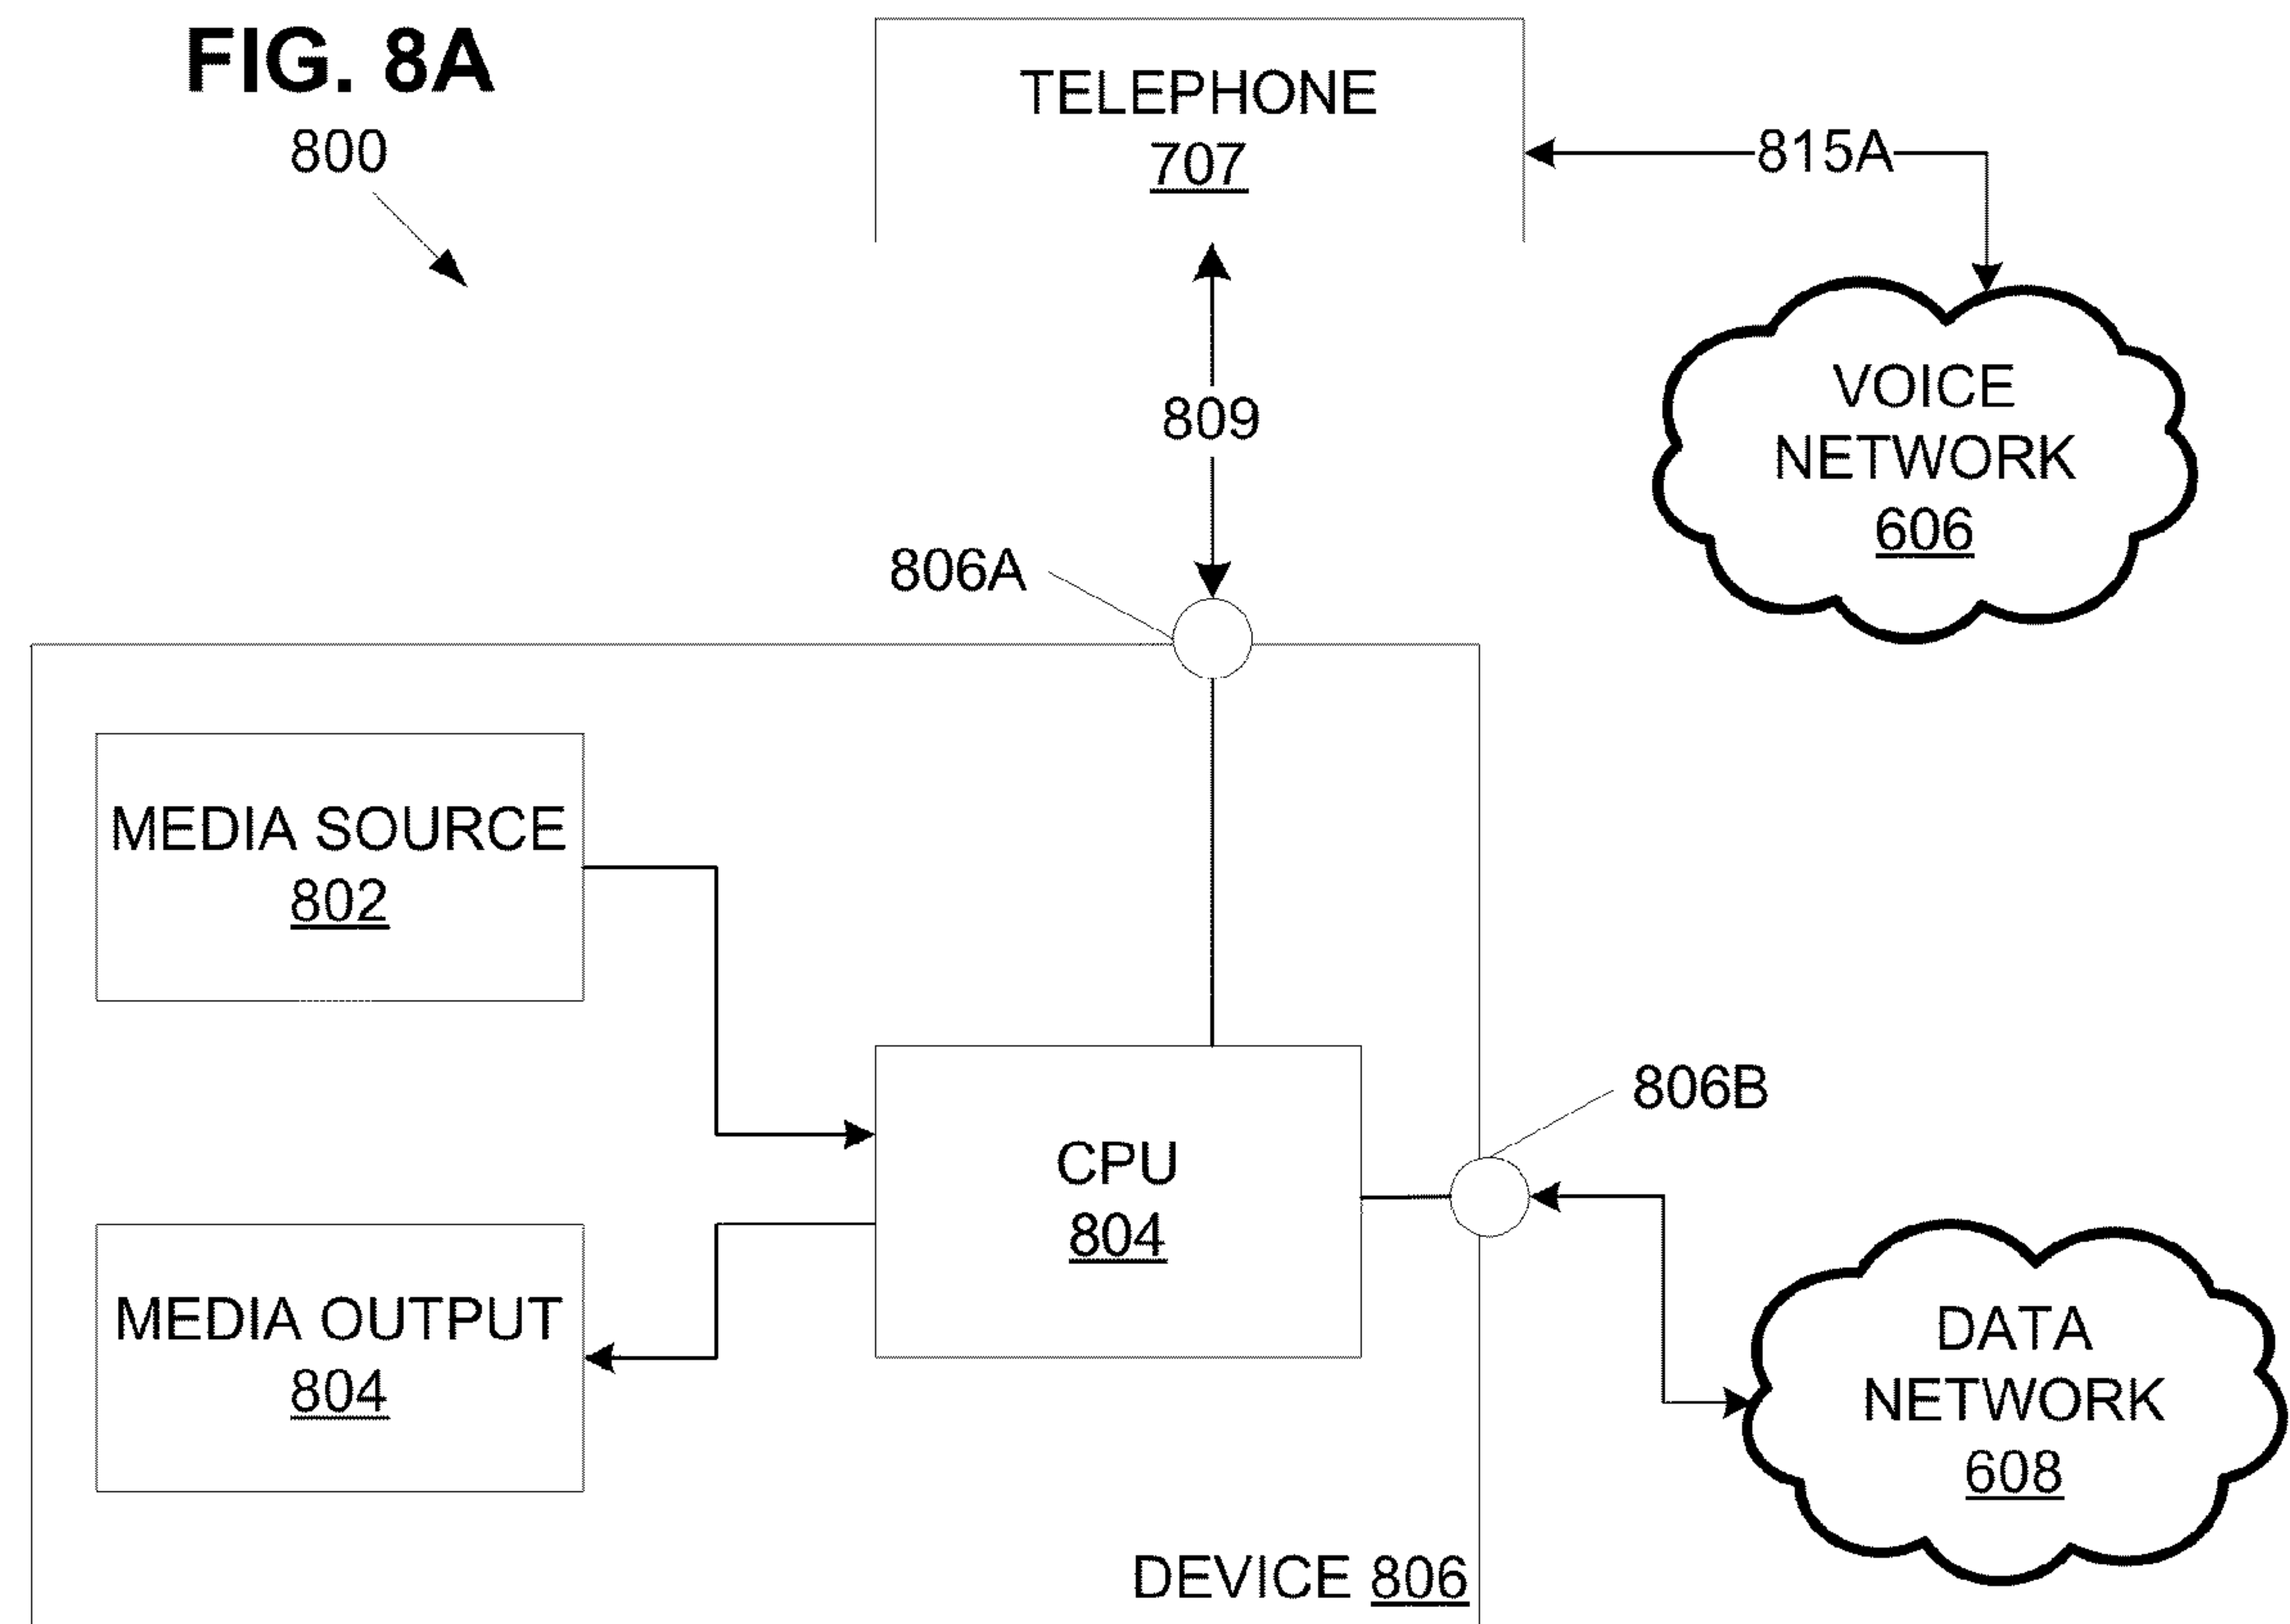 FIG. 8A
800
TELEPHONE
707
815A
VOICE
NETWORK
606
809
806A
MEDIA SOURCE
802
806B
CPU
804
MEDIA OUTPUT
804
DATA
NETWORK
608
DEVICE 806